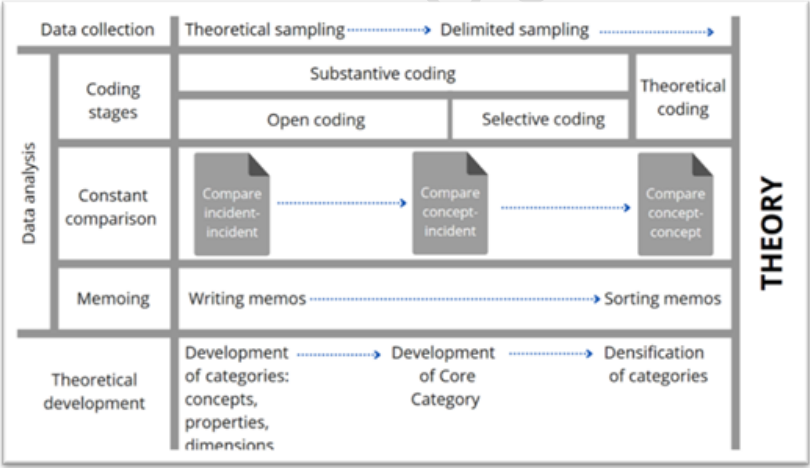 Data collection
Theoretical sampling
Delimited sampling
Data analysis
Coding
stages
Substantive coding
Open coding
Selective coding
Theoretical
coding
Constant
comparison
Compare
incident-
incident
Compare
concept-
incident
Compare
concept-
concept
Memoing
Writing memos
Sorting memos
Theoretical
development
Development
of categories:
concepts,
properties,
dimensions
Development
of Core
Category
Densification
of categories
THEORY